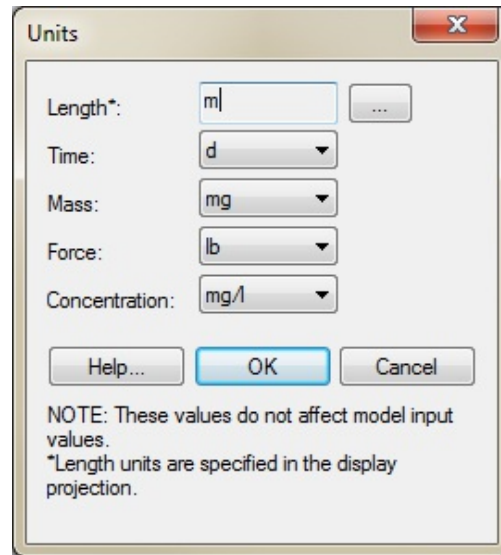 Units
Length*: m ...
Time: d
Mass: mg
Force: lb
Concentration: mg/l
Help... OK Cancel
NOTE: These values do not affect model input
values.
*Length units are specified in the display
projection.